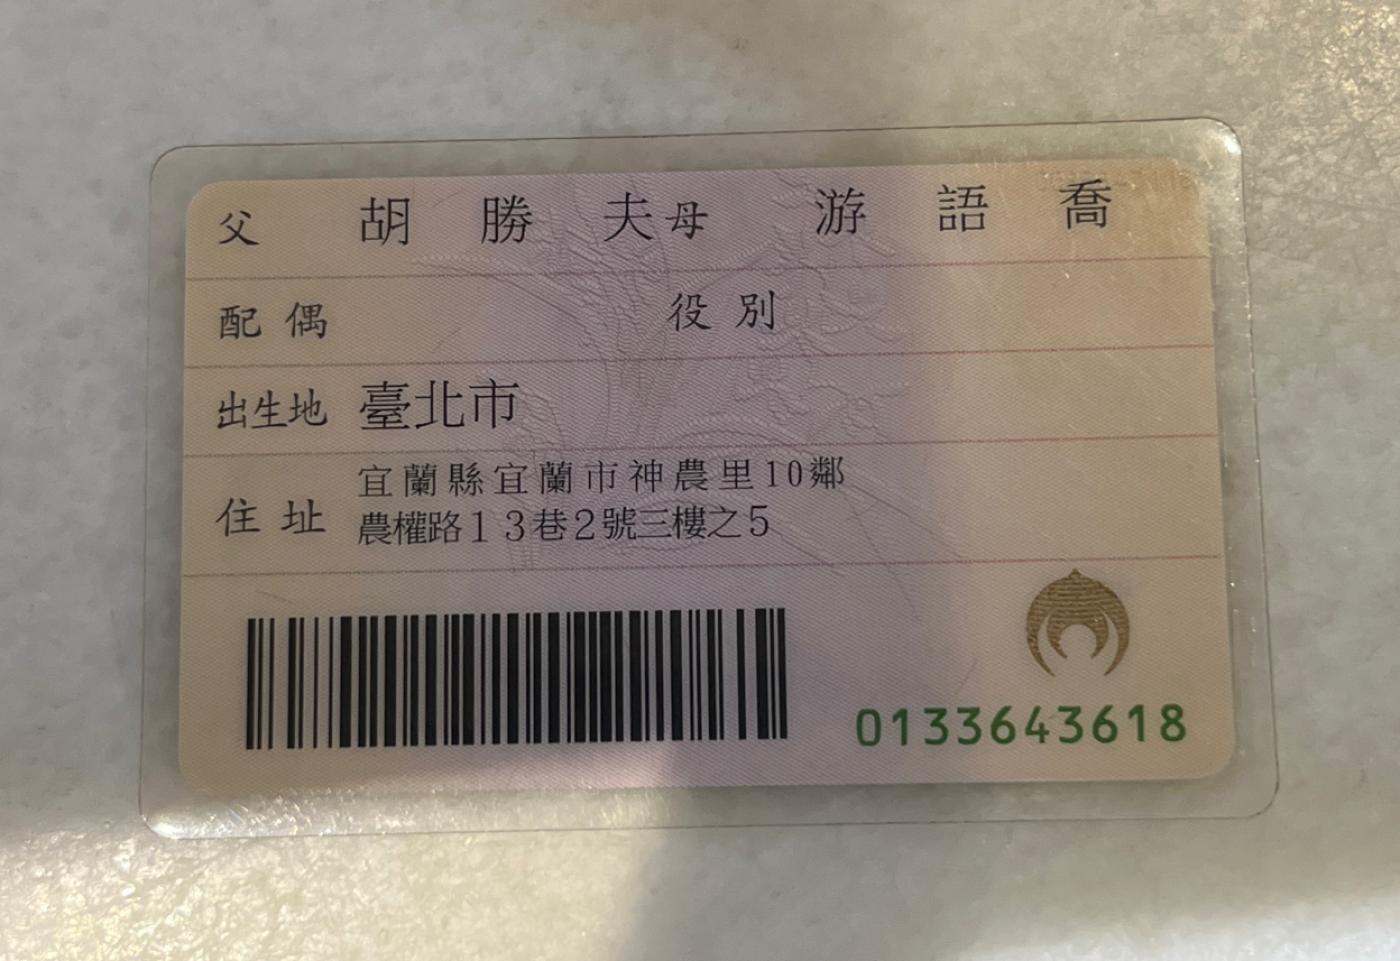 父 胡勝夫 母 游語喬
配偶 役別
出生地 臺北市
住址 宜蘭縣宜蘭市神農里10鄰
農權路13巷2號三樓之5
0133643618